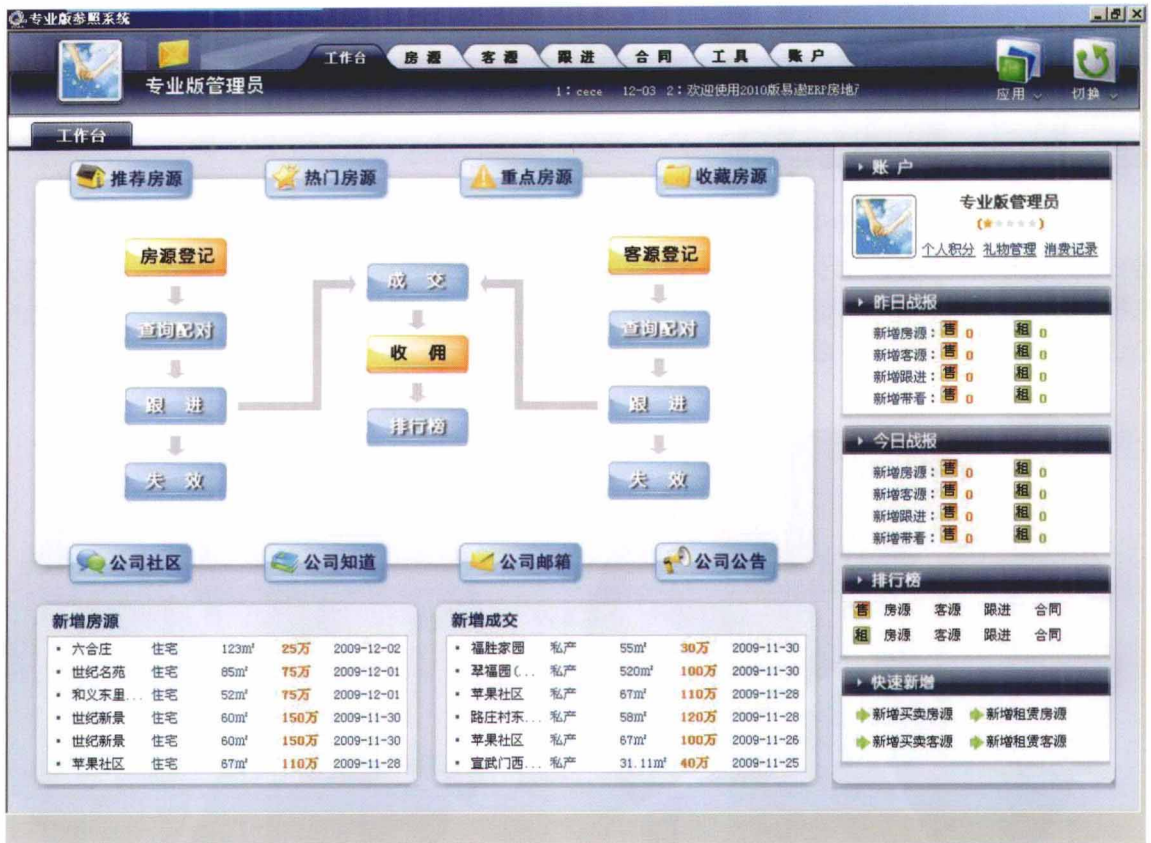 专业版参照系统
工作台 房源 客源 跟进 合同 工具 账户
专业版管理员
1：cece 12-03 2：欢迎使用2010版易遨ERP房地产
应用 切换
工作台
推荐房源 热门房源 重点房源 收藏房源
房源登记
查询配对
跟进
失效
成交
收佣
排行榜
客源登记
查询配对
跟进
失效
公司社区 公司知道 公司邮箱 公司公告
新增房源
六合庄 住宅 123㎡ 25万 2009-12-02
世纪名苑 住宅 85㎡ 75万 2009-12-01
和义东里... 住宅 52㎡ 75万 2009-12-01
世纪新景 住宅 60㎡ 150万 2009-11-30
世纪新景 住宅 60㎡ 150万 2009-11-30
苹果社区 住宅 67㎡ 110万 2009-11-28
新增成交
福胜家园 私产 55㎡ 30万 2009-11-30
翠福园(... 私产 520㎡ 100万 2009-11-30
苹果社区 私产 67㎡ 110万 2009-11-28
路庄村东... 私产 58㎡ 120万 2009-11-28
苹果社区 私产 67㎡ 100万 2009-11-26
宣武门西... 私产 31.11㎡ 40万 2009-11-25
账户
专业版管理员
个人积分 礼物管理 消费记录
昨日战报
新增房源：售 0 租 0
新增客源：售 0 租 0
新增跟进：售 0 租 0
新增带看：售 0 租 0
今日战报
新增房源：售 0 租 0
新增客源：售 0 租 0
新增跟进：售 0 租 0
新增带看：售 0 租 0
排行榜
售 房源 客源 跟进 合同
租 房源 客源 跟进 合同
快速新增
新增买卖房源 新增租赁房源
新增买卖客源 新增租赁客源